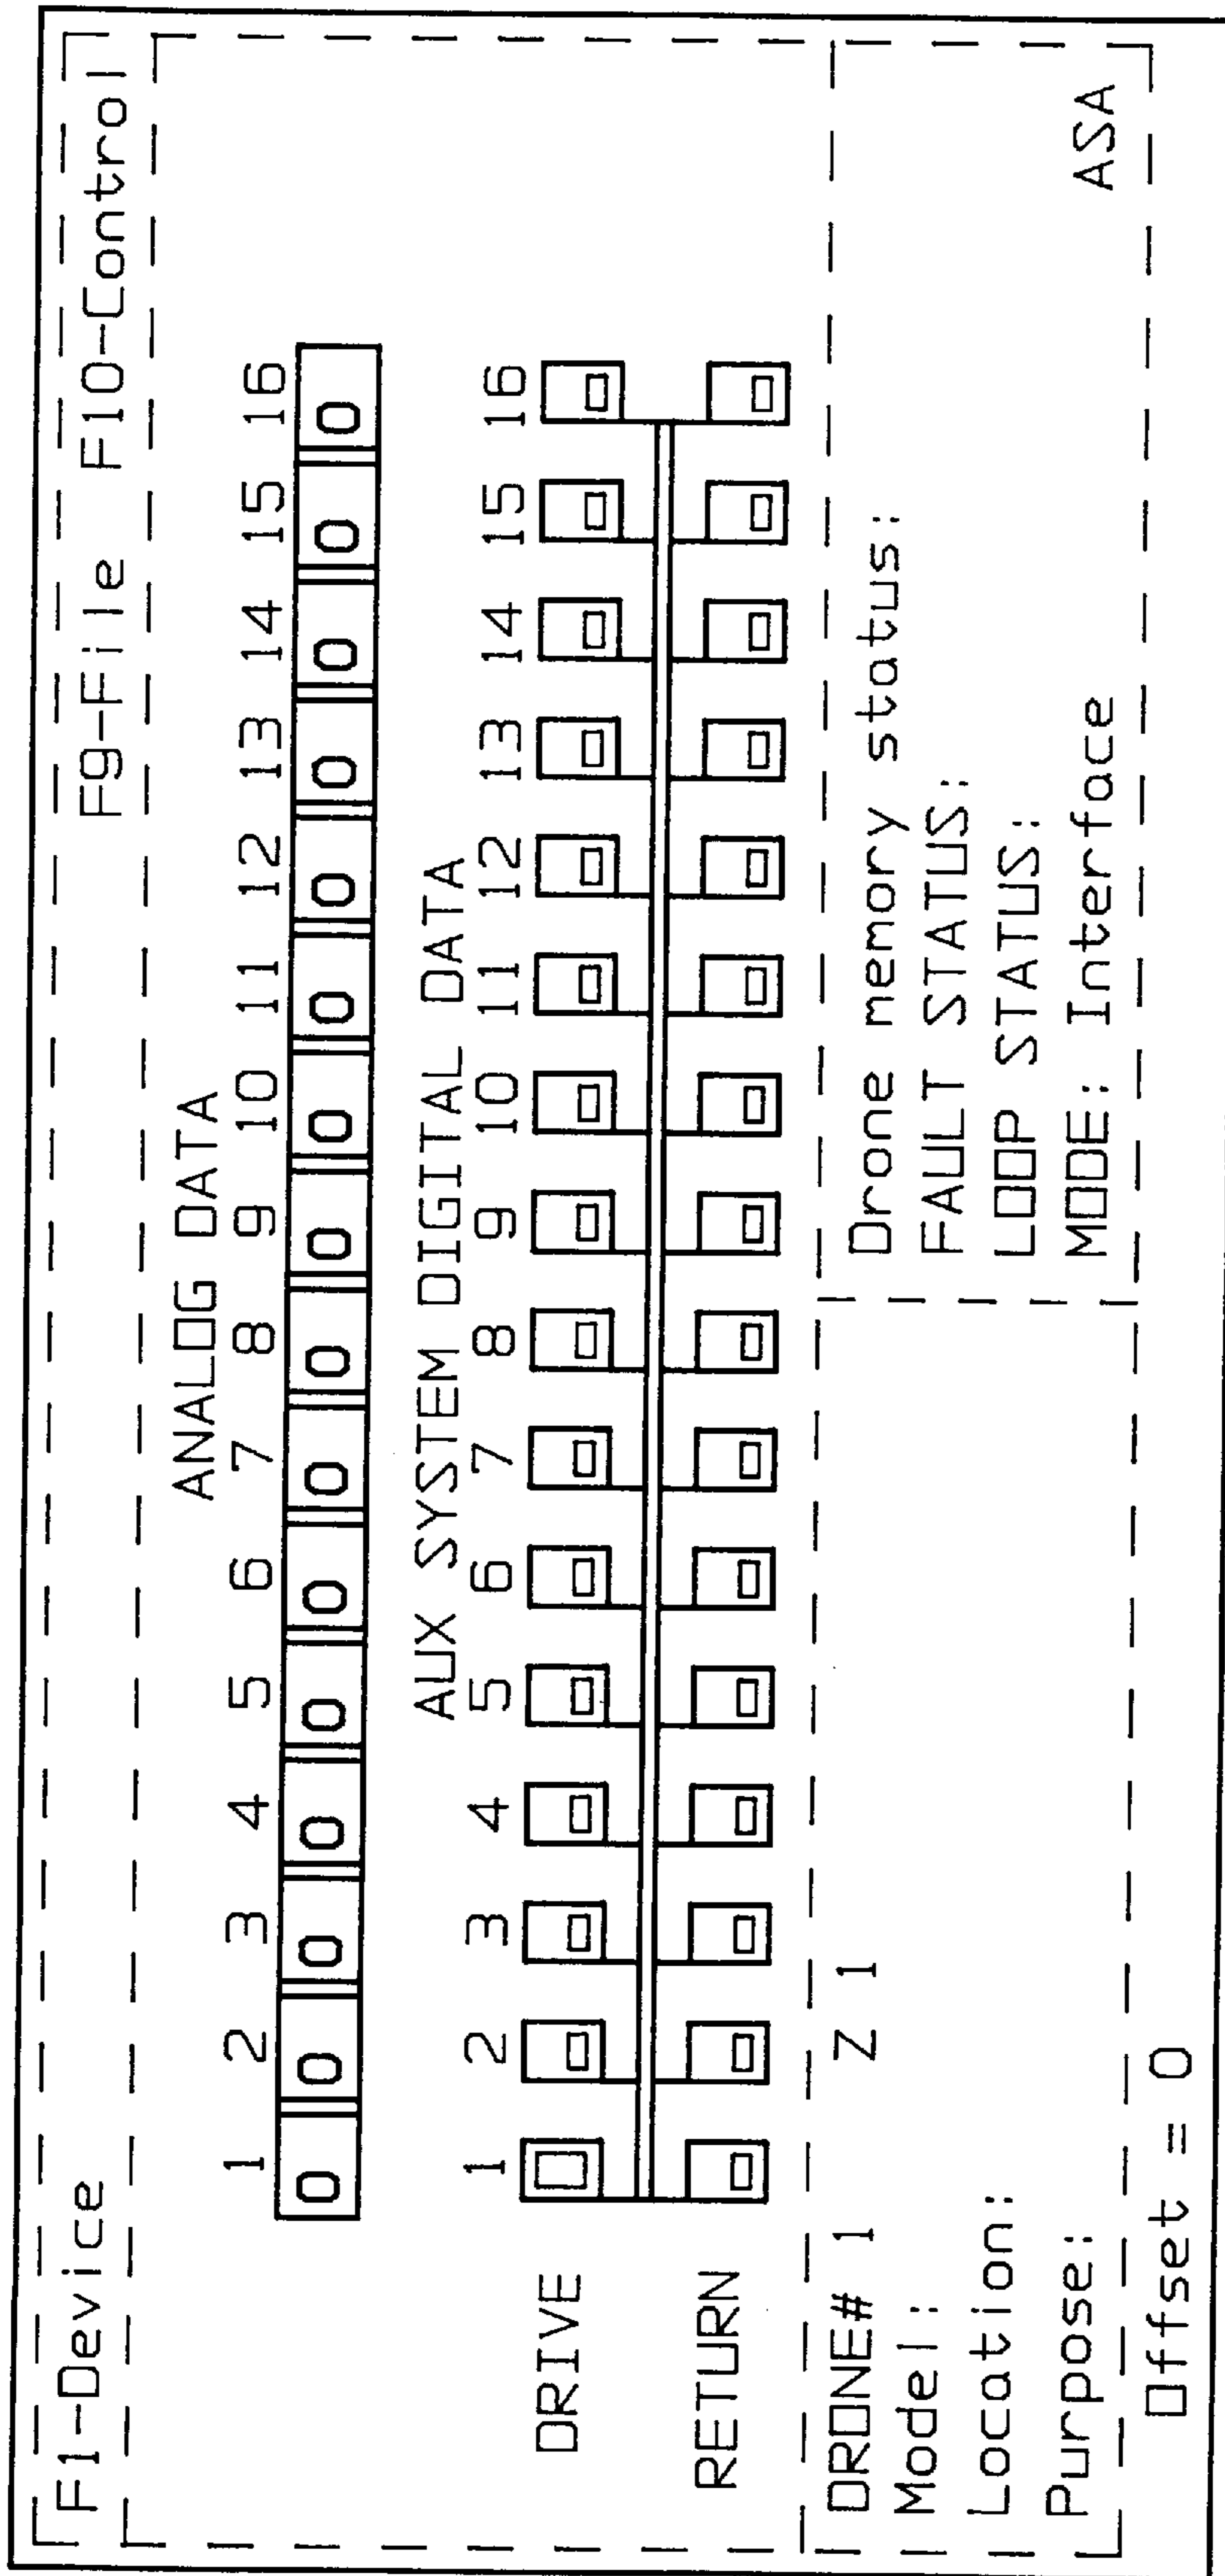 F1-Device F9-File F10-Control
ANALOG DATA
1 2 3 4 5 6 7 8 9 10 11 12 13 14 15 16
0 0 0 0 0 0 0 0 0 0 0 0 0 0 0 0
AUX SYSTEM DIGITAL DATA
1 2 3 4 5 6 7 8 9 10 11 12 13 14 15 16
DRIVE
RETURN
DRONE# 1 Z 1
Model:
Location:
Purpose:
Drone memory status:
FAULT STATUS:
LOOP STATUS:
MODE: Interface
ASA
Offset = 0